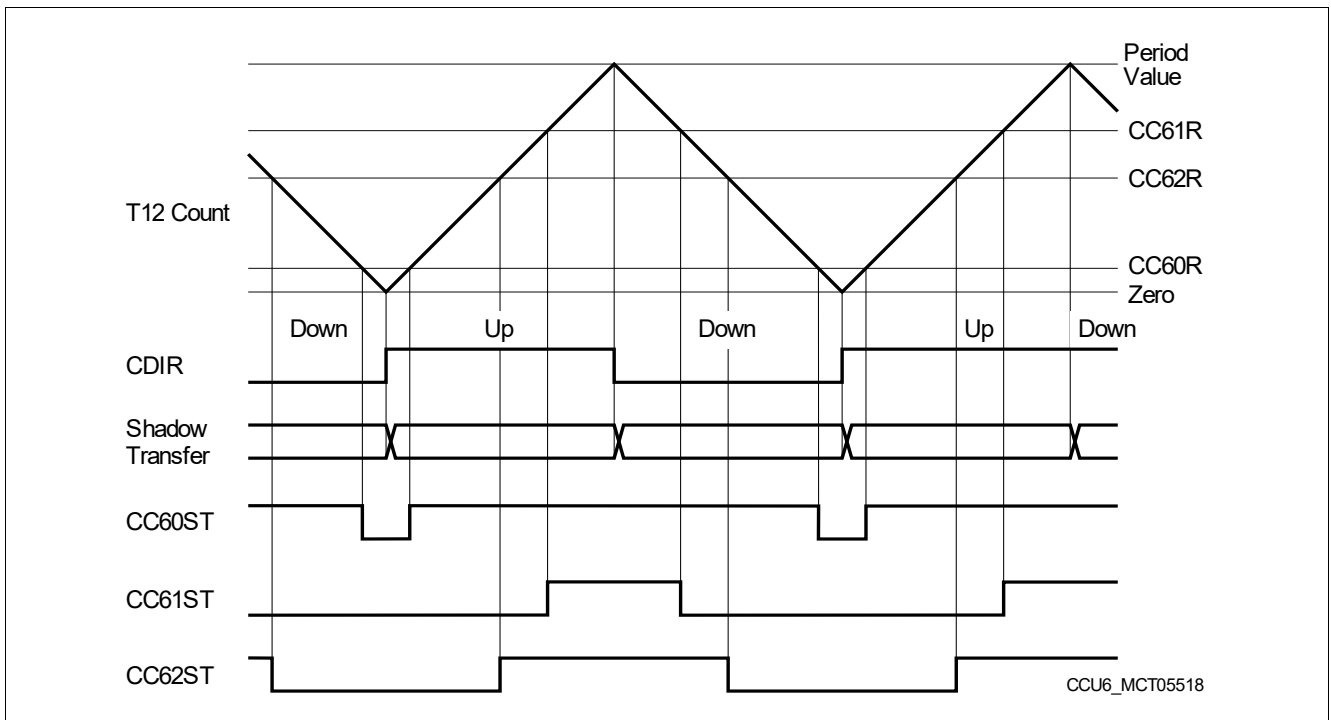 Period
Value
CC61R
CC62R
T12 Count
CC60R
Zero
Down Up Down Up Down
CDIR
Shadow
Transfer
CC60ST
CC61ST
CC62ST
CCU6_MCT05518